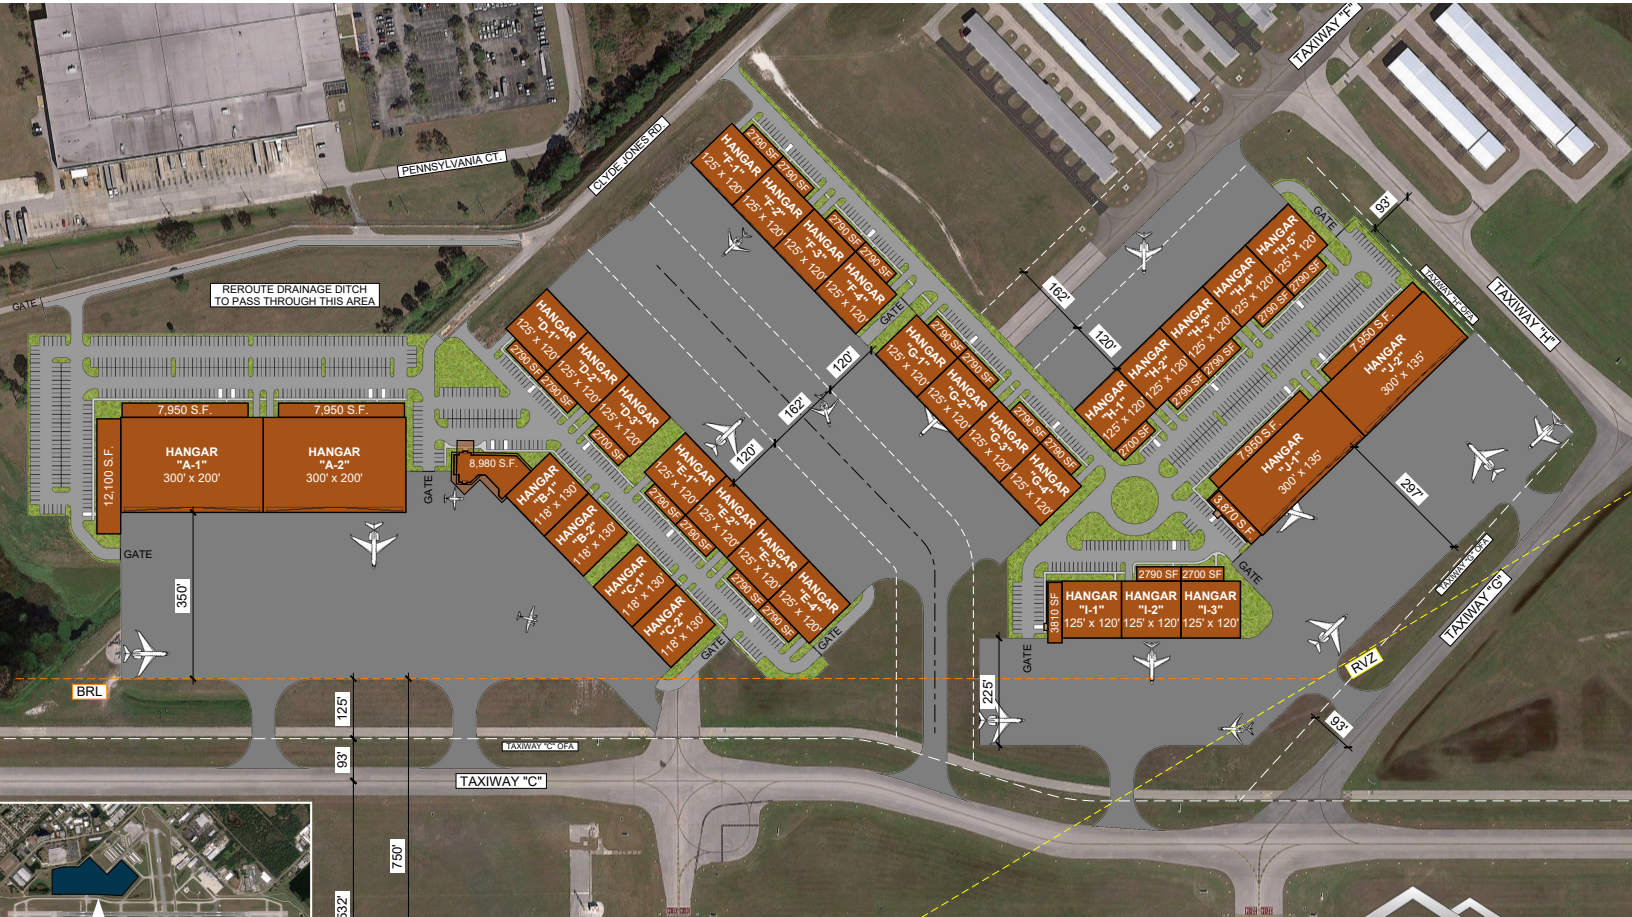 TAXIWAY "F"
PENNSYLVANIA CT.
CLYDE JONES RD.
REROUTE DRAINAGE DITCH
TO PASS THROUGH THIS AREA
GATE
7,950 S.F.
7,950 S.F.
12,100 S.F.
HANGAR
"A-1"
300' x 200'
HANGAR
"A-2"
300' x 200'
GATE
GATE
350'
8,980 S.F.
HANGAR
"B-1"
118' x 130'
HANGAR
"B-2"
118' x 130'
HANGAR
"C-1"
118' x 130'
HANGAR
"C-2"
118' x 130'
GATE
HANGAR
"D-1"
125' x 120'
HANGAR
"D-2"
125' x 120'
HANGAR
"D-3"
125' x 120'
2790 SF
2790 SF
2700 SF
HANGAR
"E-1"
125' x 120'
HANGAR
"E-2"
125' x 120'
HANGAR
"E-3"
125' x 120'
HANGAR
"E-4"
125' x 120'
2790 SF
2790 SF
2790 SF
2790 SF
GATE
HANGAR
"F-1"
125' x 120'
HANGAR
"F-2"
125' x 120'
HANGAR
"F-3"
125' x 120'
HANGAR
"F-4"
125' x 120'
2790 SF
2790 SF
2790 SF
2790 SF
GATE
120'
162'
120'
HANGAR
"G-1"
125' x 120'
HANGAR
"G-2"
125' x 120'
HANGAR
"G-3"
125' x 120'
HANGAR
"G-4"
125' x 120'
2790 SF
2790 SF
2790 SF
2790 SF
162'
120'
HANGAR
"H-1"
125' x 120'
HANGAR
"H-2"
125' x 120'
HANGAR
"H-3"
125' x 120'
HANGAR
"H-4"
125' x 120'
HANGAR
"H-5"
125' x 120'
2700 SF
2790 SF
2790 SF
2790 SF
2790 SF
GATE
93'
TAXIWAY "H" OFA
TAXIWAY "H"
7,950 S.F.
HANGAR
"J-2"
300' x 135'
7,950 S.F.
HANGAR
"J-1"
300' x 135'
3,870 S.F.
297'
GATE
2790 SF
2700 SF
3810 SF
HANGAR
"I-1"
125' x 120'
HANGAR
"I-2"
125' x 120'
HANGAR
"I-3"
125' x 120'
GATE
225'
TAXIWAY "G" OFA
TAXIWAY "G"
RVZ
93'
BRL
125'
93'
TAXIWAY "C" OFA
TAXIWAY "C"
750'
632'